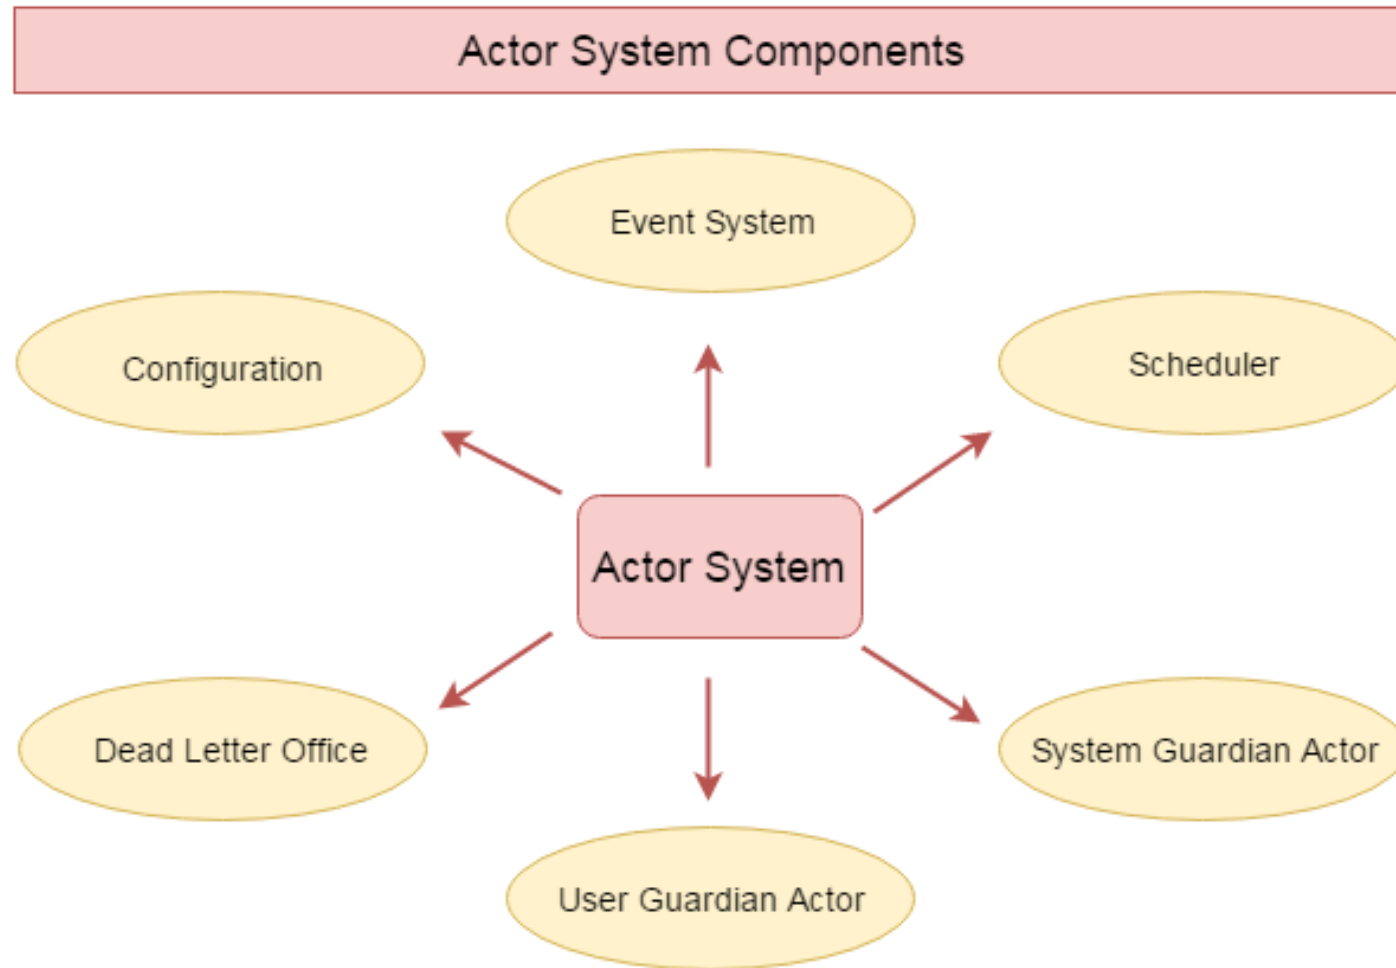 Actor System Components
Event System
Configuration
Scheduler
Actor System
Dead Letter Office
System Guardian Actor
User Guardian Actor